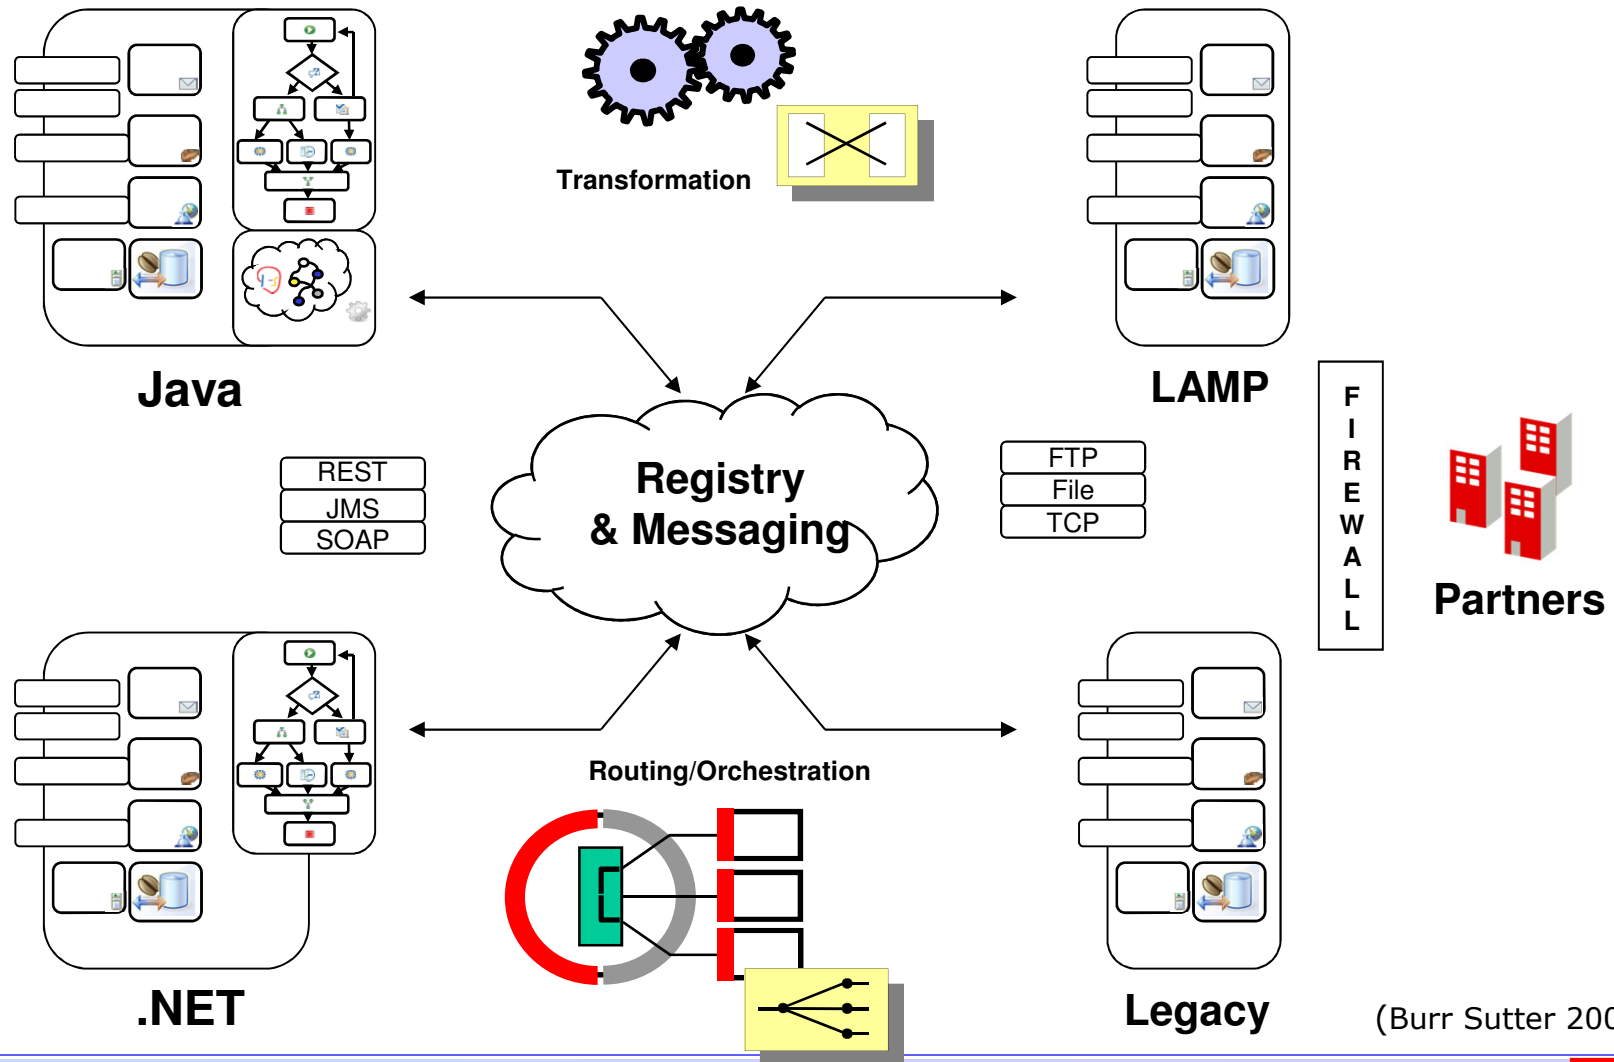 Transformation
Java
LAMP
REST
JMS
SOAP
Registry
& Messaging
FTP
File
TCP
FIREWALL
Partners
Routing/Orchestration
.NET
Legacy
(Burr Sutter 200